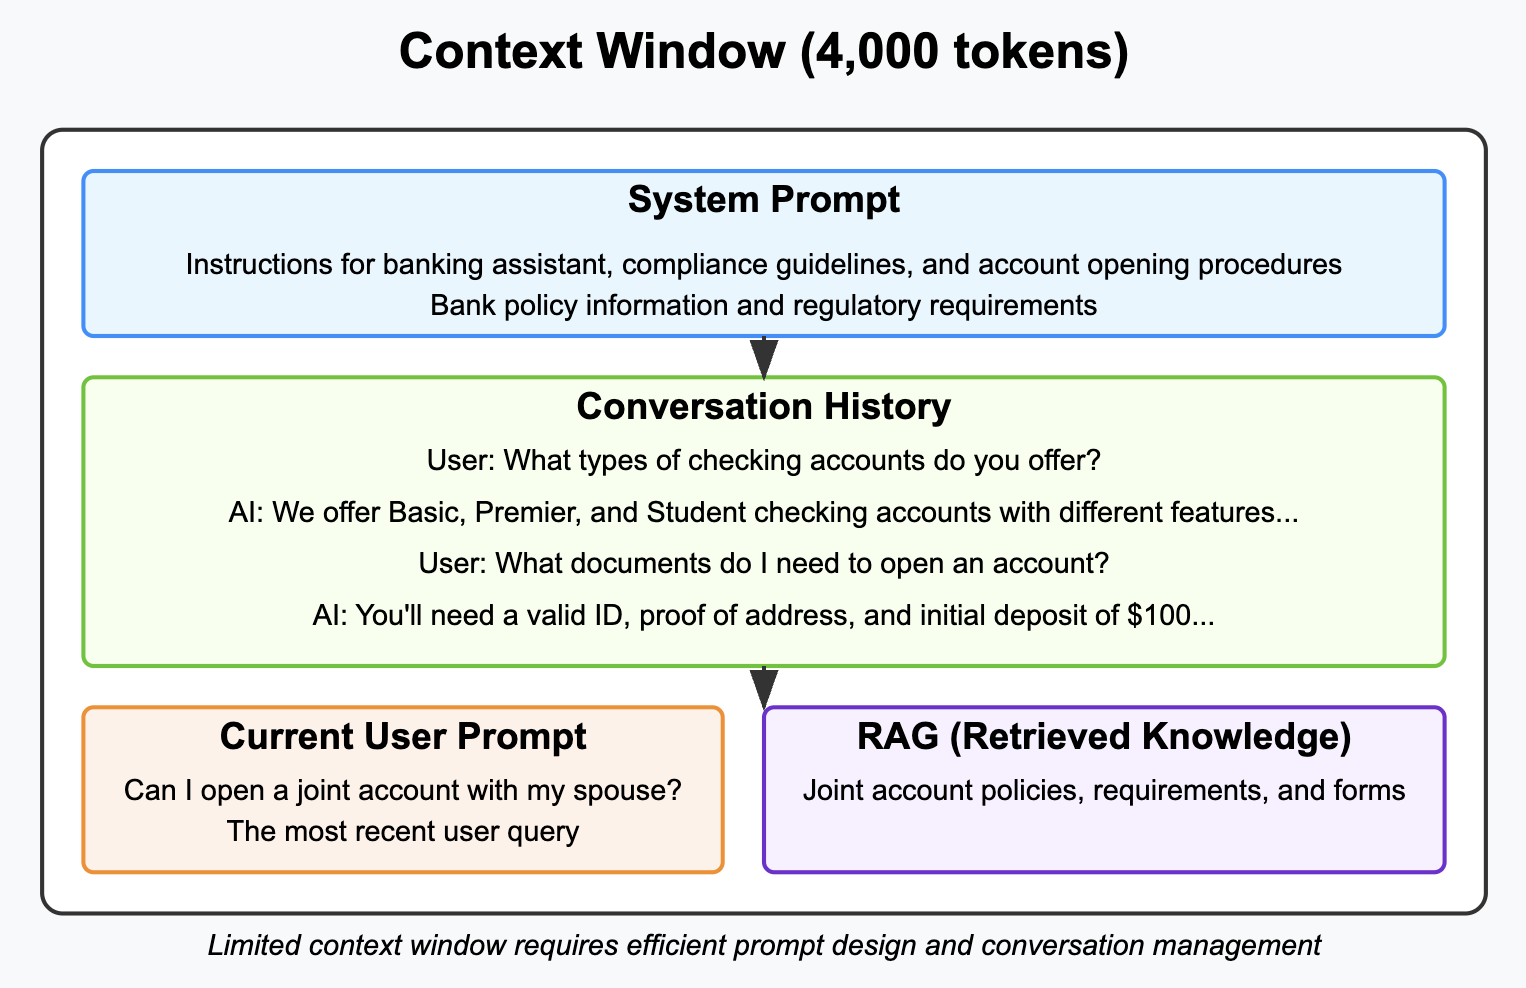 Context Window (4,000 tokens)
System Prompt
Instructions for banking assistant, compliance guidelines, and account opening procedures
Bank policy information and regulatory requirements
Conversation History
User: What types of checking accounts do you offer?
AI: We offer Basic, Premier, and Student checking accounts with different features...
User: What documents do I need to open an account?
AI: You'll need a valid ID, proof of address, and initial deposit of $100...
Current User Prompt
Can I open a joint account with my spouse?
The most recent user query
RAG (Retrieved Knowledge)
Joint account policies, requirements, and forms
Limited context window requires efficient prompt design and conversation management